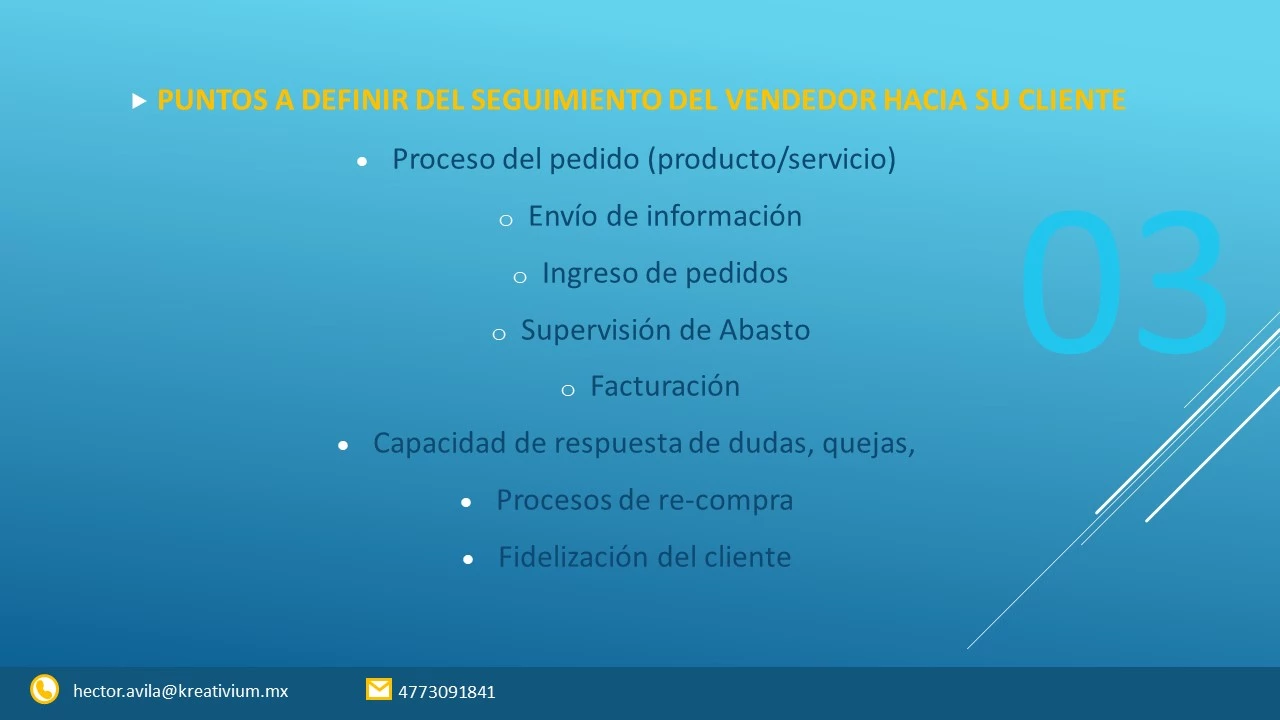 PUNTOS A DEFINIR DEL SEGUIMIENTO DEL VENDEDOR HACIA SU CLIENTE
Proceso del pedido (producto/servicio)
Envío de información
Ingreso de pedidos
Supervisión de Abasto
Facturación
Capacidad de respuesta de dudas, quejas,
Procesos de re-compra
Fidelización del cliente
03
hector.avila@kreativium.mx
4773091841